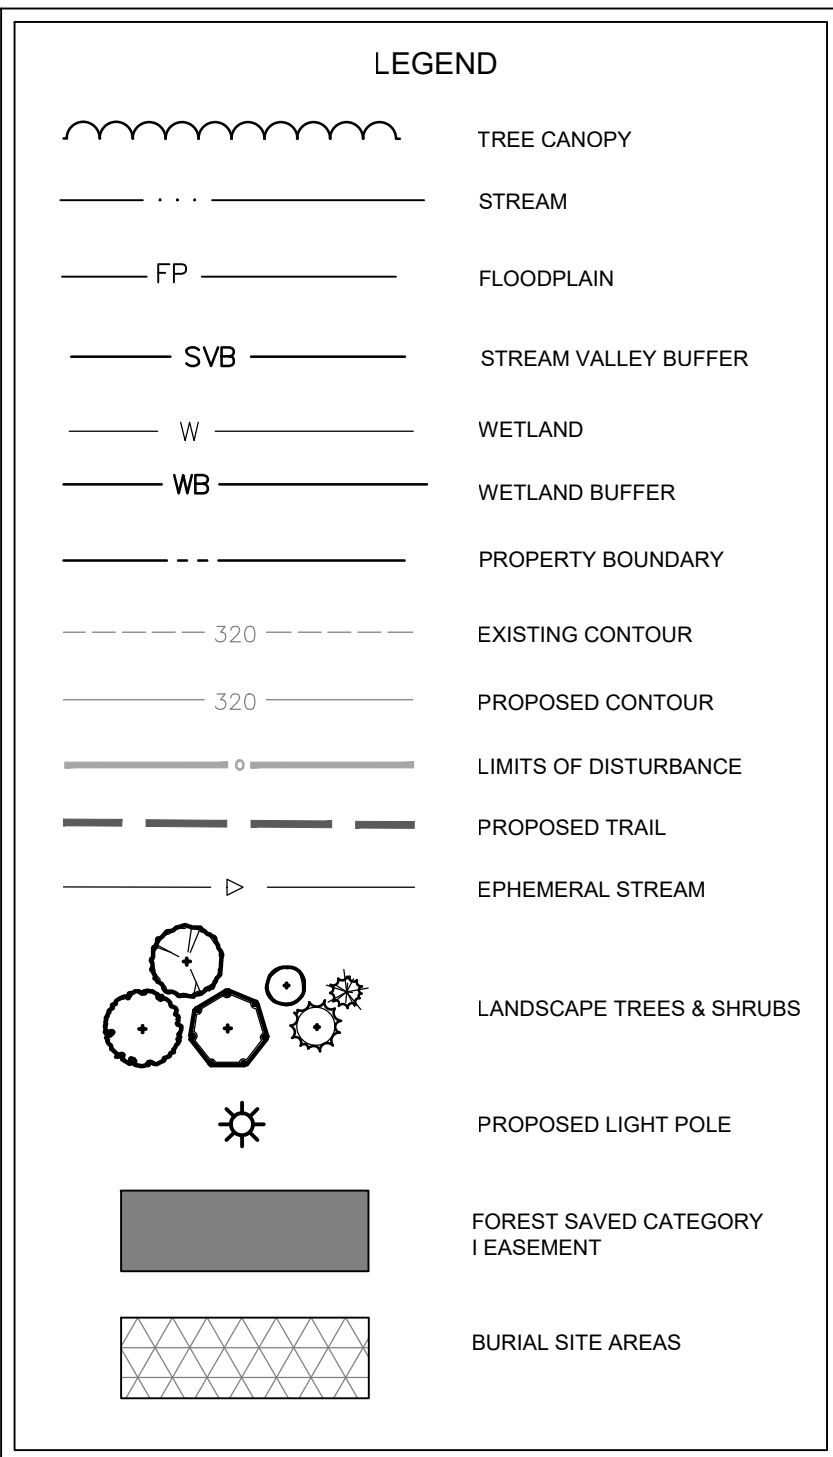 LEGEND
TREE CANOPY
STREAM
FP FLOODPLAIN
SVB STREAM VALLEY BUFFER
W WETLAND
WB WETLAND BUFFER
PROPERTY BOUNDARY
320 EXISTING CONTOUR
320 PROPOSED CONTOUR
LIMITS OF DISTURBANCE
PROPOSED TRAIL
EPHEMERAL STREAM
LANDSCAPE TREES & SHRUBS
PROPOSED LIGHT POLE
FOREST SAVED CATEGORY
I EASEMENT
BURIAL SITE AREAS